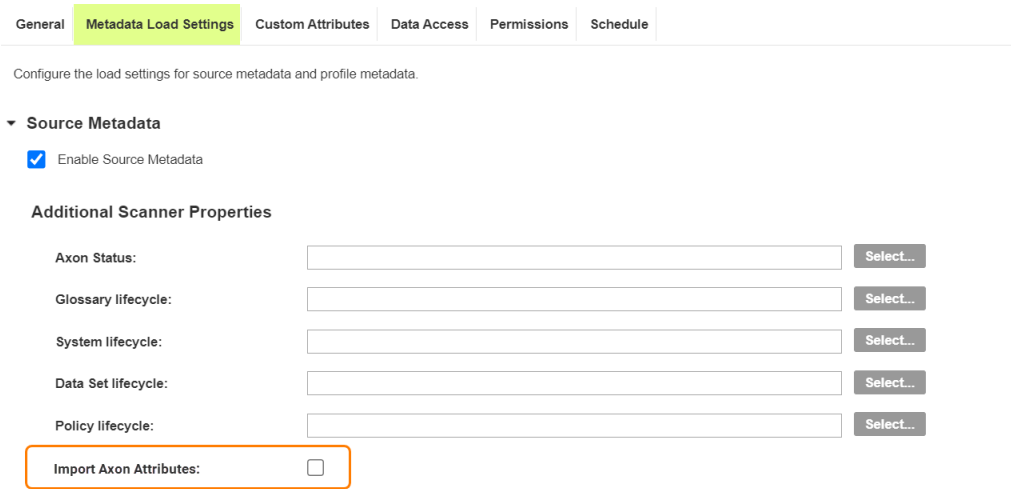 General Metadata Load Settings Custom Attributes Data Access Permissions Schedule
Configure the load settings for source metadata and profile metadata.
Source Metadata
Enable Source Metadata
Additional Scanner Properties
Axon Status: Select...
Glossary lifecycle: Select...
System lifecycle: Select...
Data Set lifecycle: Select...
Policy lifecycle: Select...
Import Axon Attributes: